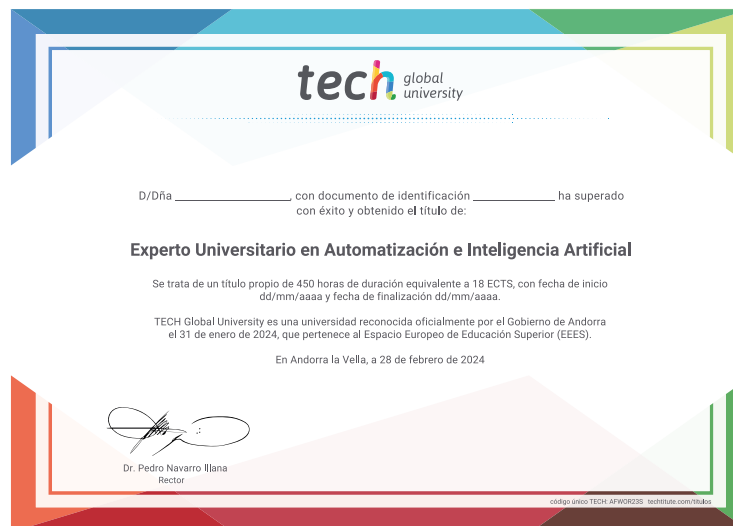 tech global university
D/Dña ____________, con documento de identificación ____________ ha superado
con éxito y obtenido el título de:
Experto Universitario en Automatización e Inteligencia Artificial
Se trata de un título propio de 450 horas de duración equivalente a 18 ECTS, con fecha de inicio
dd/mm/aaaa y fecha de finalización dd/mm/aaaa.
TECH Global University es una universidad reconocida oficialmente por el Gobierno de Andorra
el 31 de enero de 2024, que pertenece al Espacio Europeo de Educación Superior (EEES).
En Andorra la Vella, a 28 de febrero de 2024
Dr. Pedro Navarro Illana
Rector
código único TECH: AFWOR23S techtitute.com/titulos